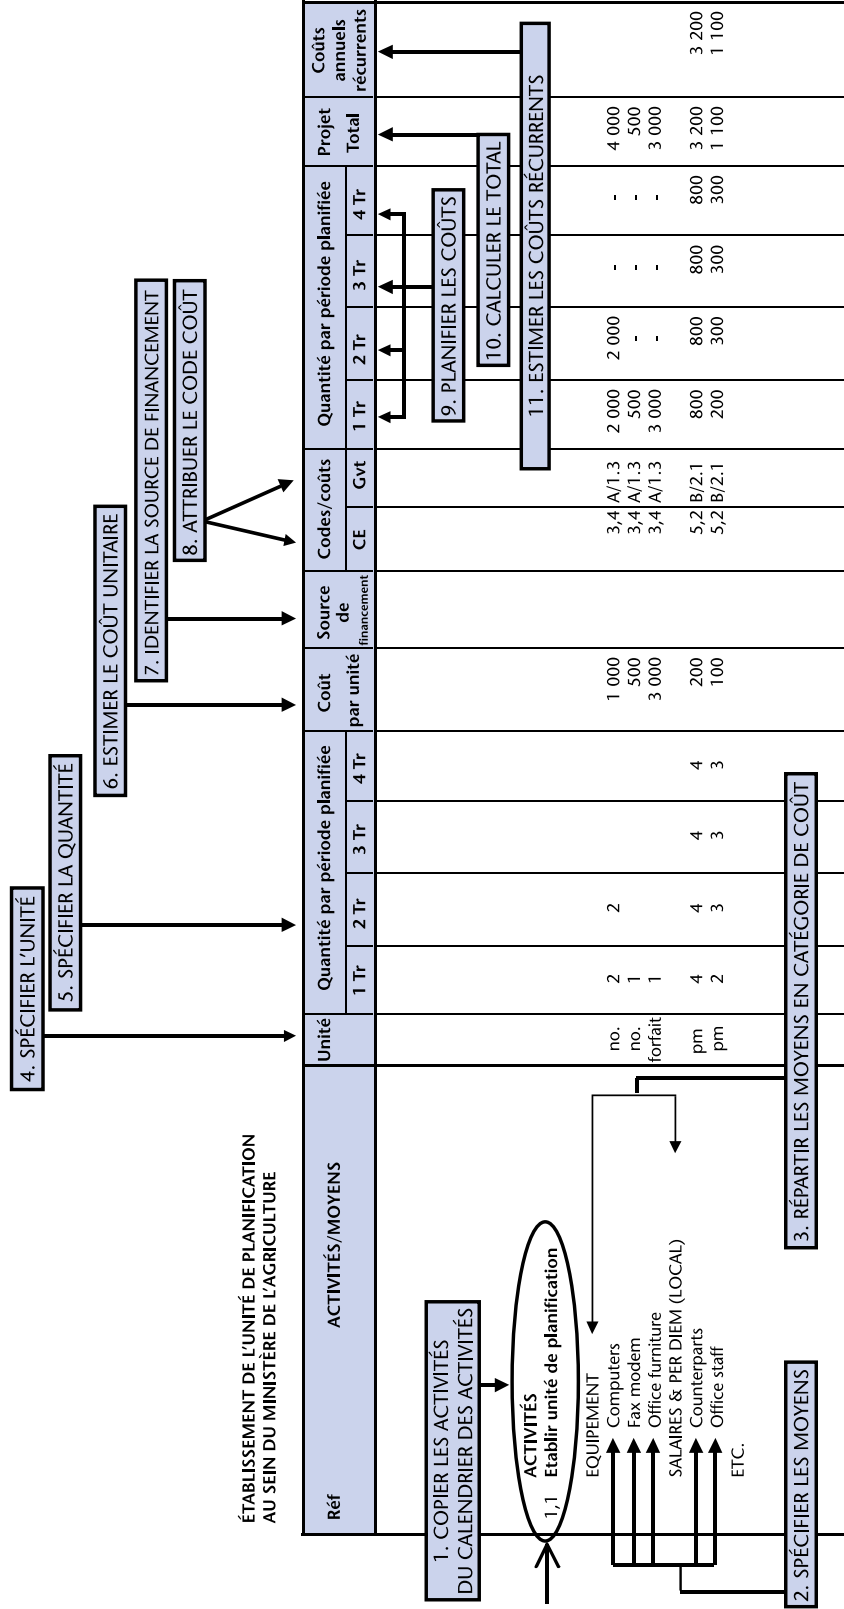 4. SPÉCIFIER L'UNITÉ
5. SPÉCIFIER LA QUANTITÉ
6. ESTIMER LE COÛT UNITAIRE
7. IDENTIFIER LA SOURCE DE FINANCEMENT
8. ATTRIBUER LE CODE COÛT
ÉTABLISSEMENT DE L'UNITÉ DE PLANIFICATION
AU SEIN DU MINISTÈRE DE L'AGRICULTURE
Réf ACTIVITÉS/MOYENS Unité Quantité par période planifiée Coût par unité Source de financement Codes/coûts Quantité par période planifiée Projet Total Coûts annuels récurrents
1 Tr 2 Tr 3 Tr 4 Tr CE Gvt 1 Tr 2 Tr 3 Tr 4 Tr
9. PLANIFIER LES COÛTS
10. CALCULER LE TOTAL
11. ESTIMER LES COÛTS RÉCURRENTS
1. COPIER LES ACTIVITÉS
DU CALENDRIER DES ACTIVITÉS
ACTIVITÉS
1,1 Etablir unité de planification
EQUIPEMENT
Computers no. 2 2 1 000 3,4 A/1.3 2 000 2 000 - - 4 000
Fax modem no. 1 500 3,4 A/1.3 500 - - - 500
Office furniture forfait 1 3 000 3,4 A/1.3 3 000 - - - 3 000
SALAIRES & PER DIEM (LOCAL)
Counterparts pm 4 4 4 4 200 5,2 B/2.1 800 800 800 800 3 200 3 200
Office staff pm 2 3 3 3 100 5,2 B/2.1 200 300 300 300 1 100 1 100
ETC.
2. SPÉCIFIER LES MOYENS
3. RÉPARTIR LES MOYENS EN CATÉGORIE DE COÛT